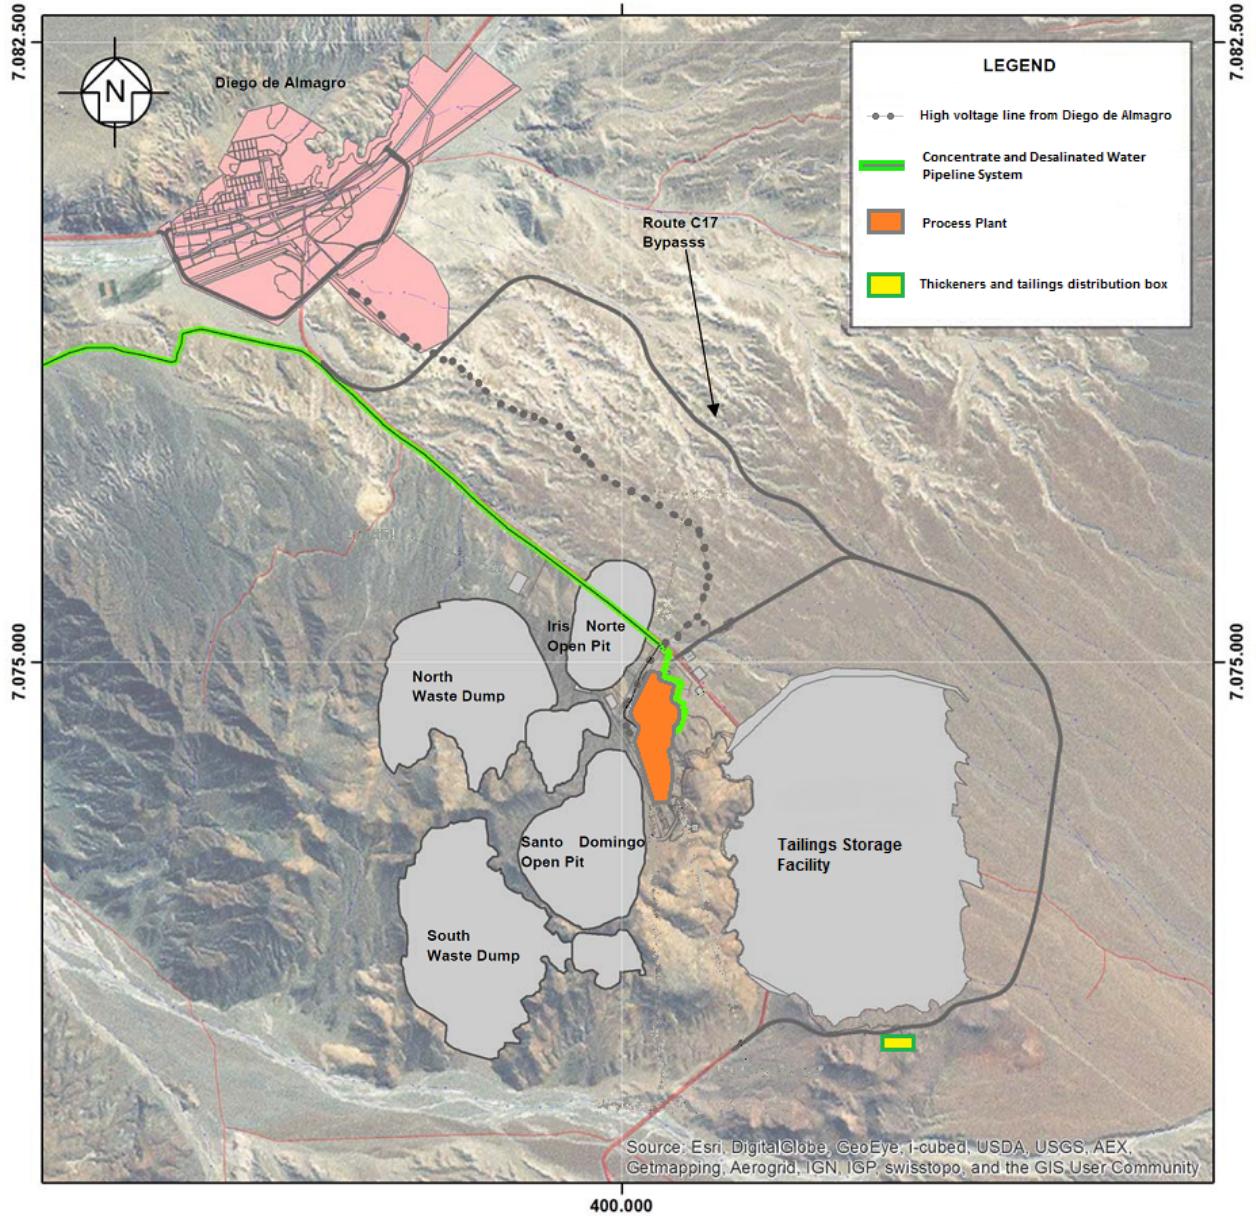 7.082.500
7.082.500
N
Diego de Almagro
LEGEND
High voltage line from Diego de Almagro
Concentrate and Desalinated Water
Pipeline System
Process Plant
Thickeners and tailings distribution box
Route C17
Bypasss
Iris Norte
Open Pit
7.075.000
7.075.000
North
Waste Dump
Santo Domingo
Open Pit
Tailings Storage
Facility
South
Waste Dump
Source: Esri, DigitalGlobe, GeoEye, i-cubed, USDA, USGS, AEX,
Getmapping, Aerogrid, IGN, IGP, swisstopo, and the GIS User Community
400.000